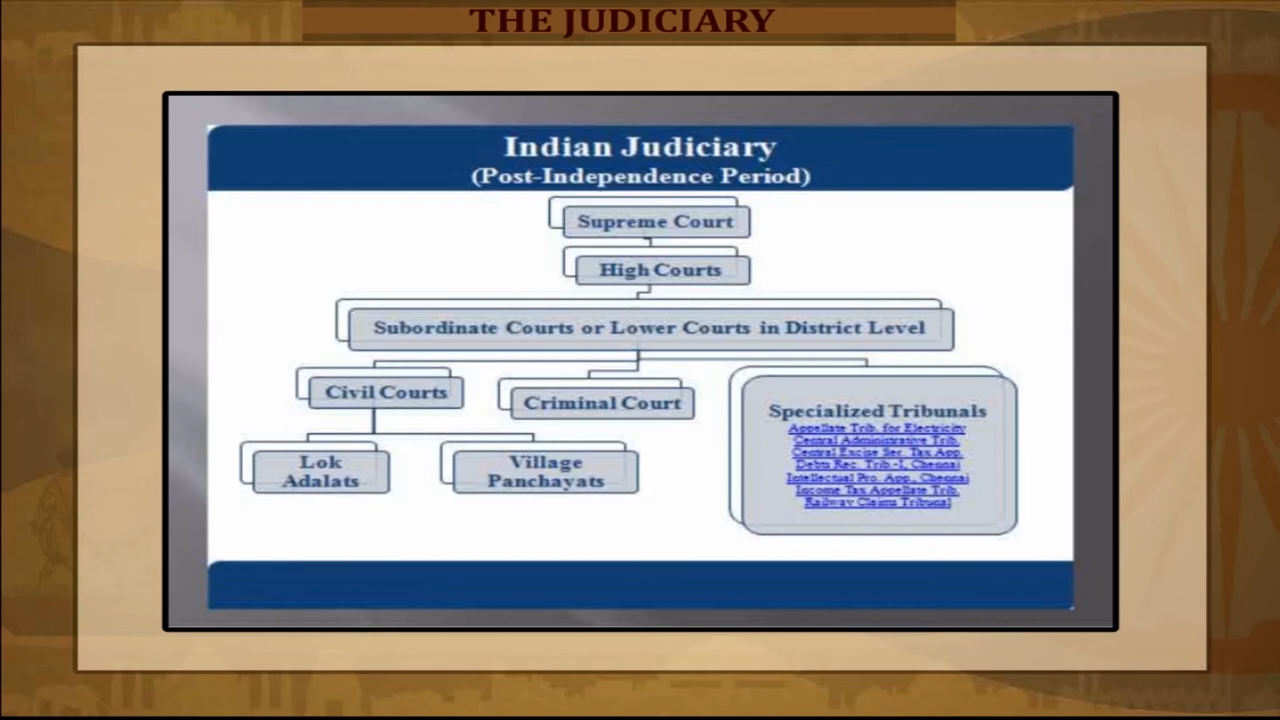 THE JUDICIARY
Indian Judiciary
(Post-Independence Period)
Supreme Court
High Courts
Subordinate Courts or Lower Courts in District Level
Civil Courts
Criminal Court
Specialized Tribunals
Appellate Trib. for Electricity
Central Administrative Trib.
Central Excise Ser. Tax App.
Debts Rec. Trib.-I, Chennai
Intellectual Pro. App., Chennai
Income Tax Appellate Trib.
Railway Claims Tribunal
Lok
Adalats
Village
Panchayats